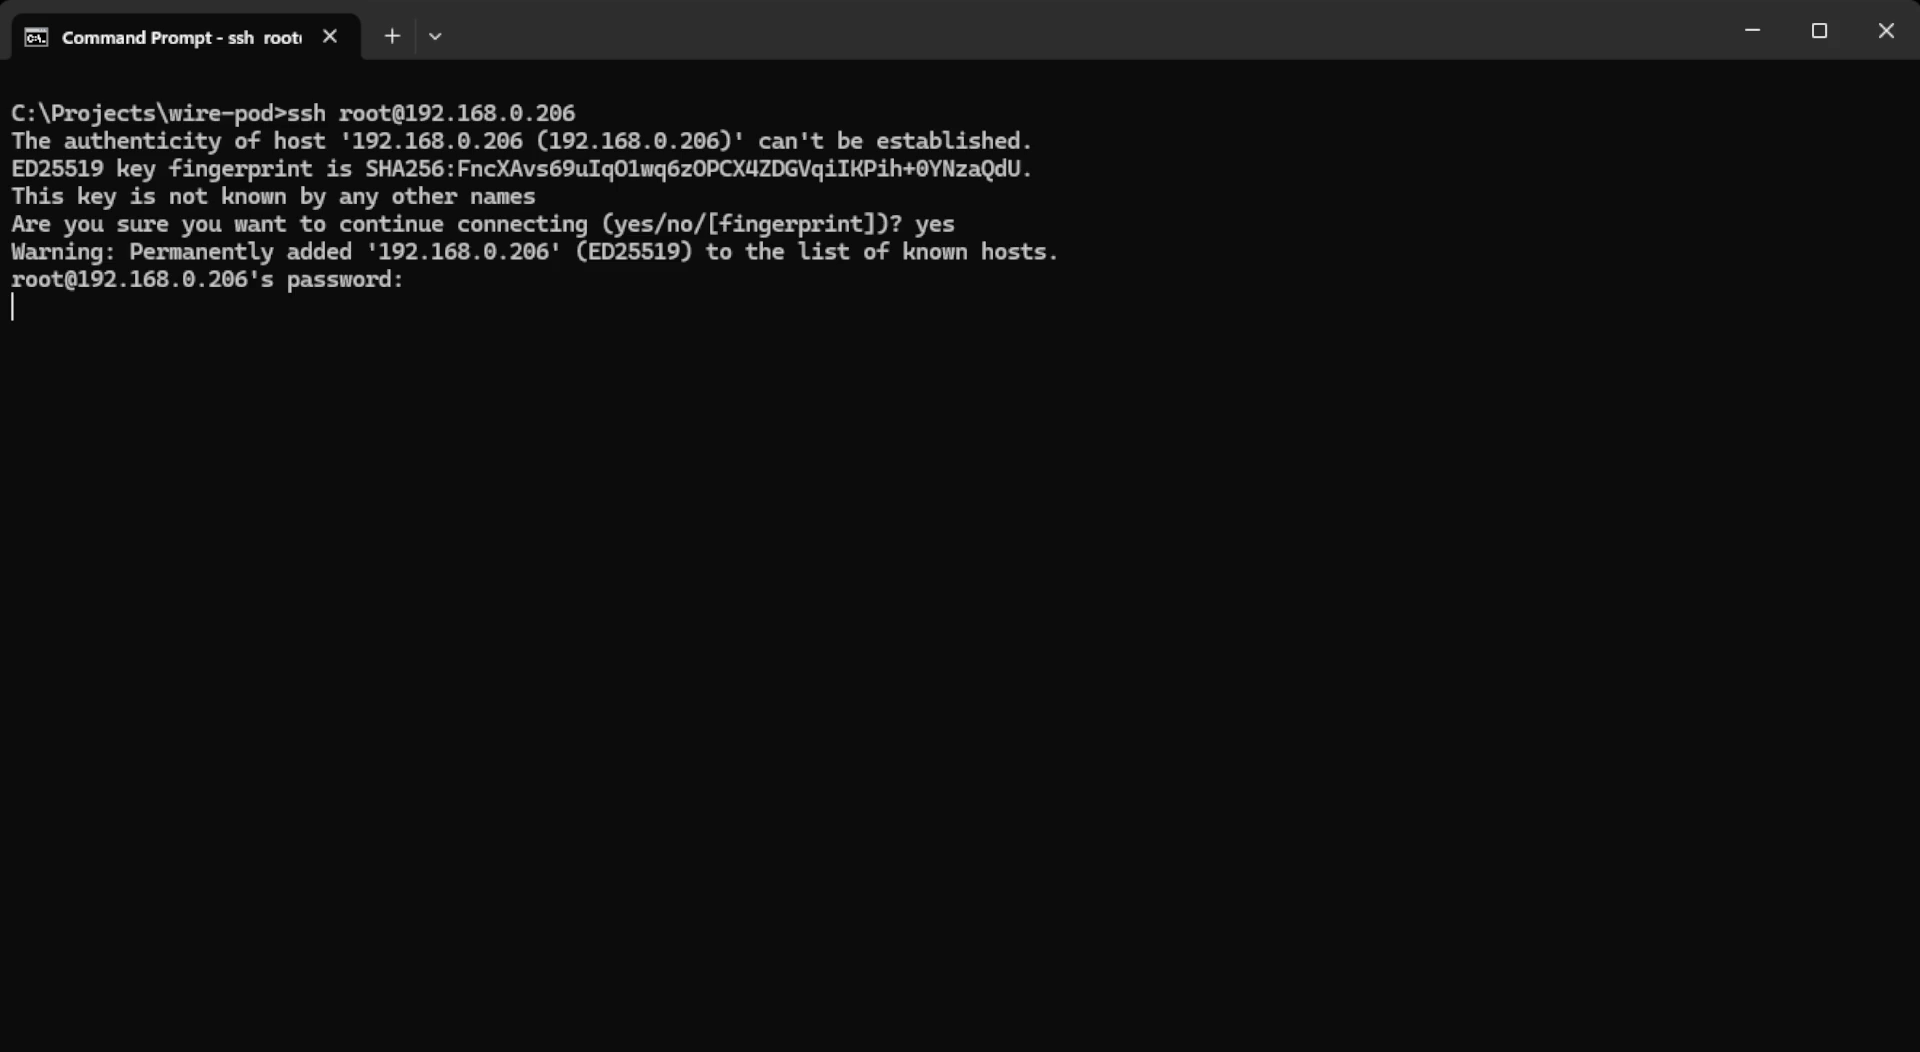 Command Prompt - ssh root
C:\Projects\wire-pod>ssh root@192.168.0.206
The authenticity of host '192.168.0.206 (192.168.0.206)' can't be established.
ED25519 key fingerprint is SHA256:FncXAvs69uIqO1wq6zOPCX4ZDGVqiIKPih+0YNzaQdU.
This key is not known by any other names
Are you sure you want to continue connecting (yes/no/[fingerprint])? yes
Warning: Permanently added '192.168.0.206' (ED25519) to the list of known hosts.
root@192.168.0.206's password: